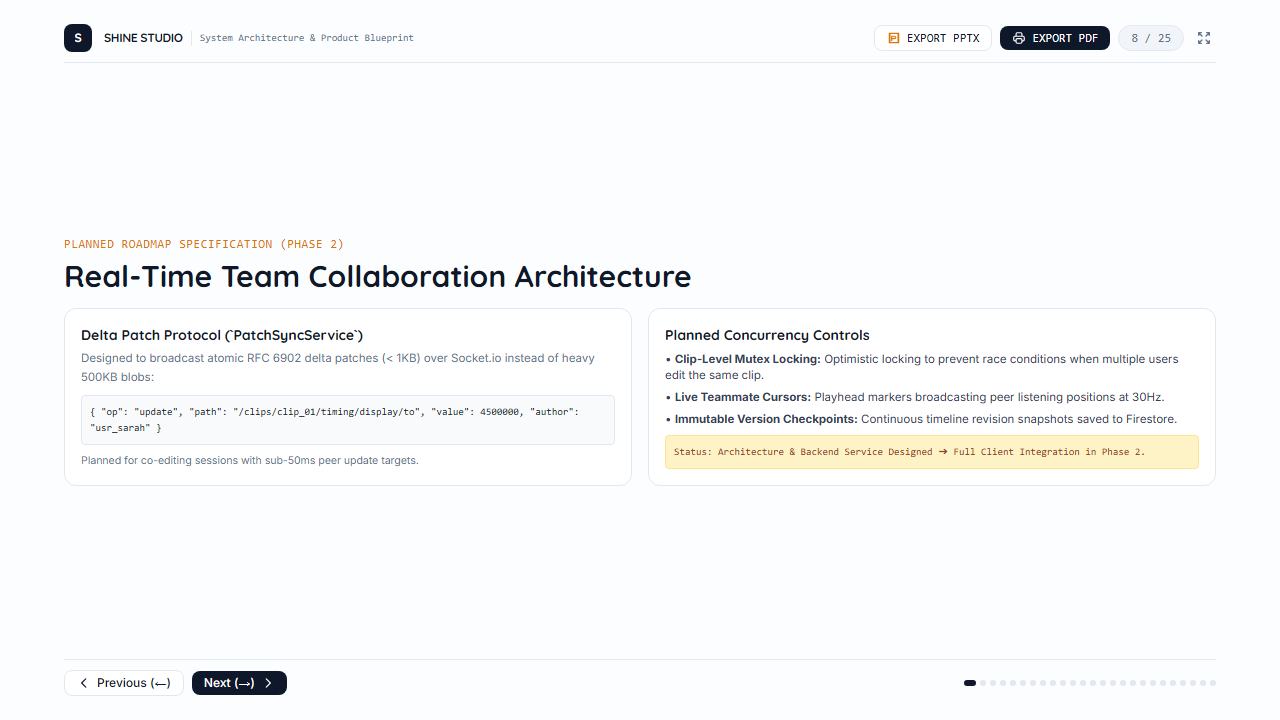 S SHINE STUDIO System Architecture & Product Blueprint EXPORT PPTX EXPORT PDF 8 / 25
PLANNED ROADMAP SPECIFICATION (PHASE 2)
Real-Time Team Collaboration Architecture
Delta Patch Protocol (`PatchSyncService`)
Designed to broadcast atomic RFC 6902 delta patches (< 1KB) over Socket.io instead of heavy
500KB blobs:
{ "op": "update", "path": "/clips/clip_01/timing/display/to", "value": 4500000, "author":
"usr_sarah" }
Planned for co-editing sessions with sub-50ms peer update targets.
Planned Concurrency Controls
• Clip-Level Mutex Locking: Optimistic locking to prevent race conditions when multiple users
edit the same clip.
• Live Teammate Cursors: Playhead markers broadcasting peer listening positions at 30Hz.
• Immutable Version Checkpoints: Continuous timeline revision snapshots saved to Firestore.
Status: Architecture & Backend Service Designed → Full Client Integration in Phase 2.
Previous (←) Next (→)